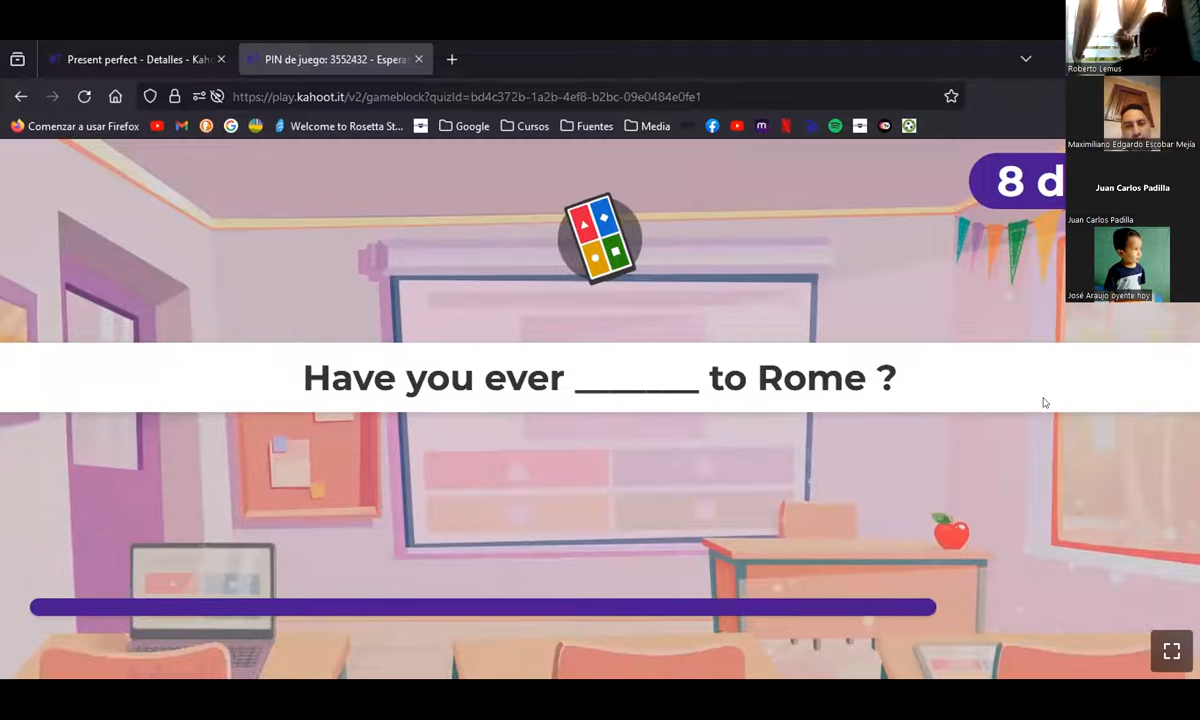 Present perfect - Detalles - Kah
PIN de juego: 3552432 - Espera
https://play.kahoot.it/v2/gameblock?quizId=bd4c372b-1a2b-4ef8-b2bc-09e0484e0fe1
Comenzar a usar Firefox
Welcome to Rosetta St...
Google
Cursos
Fuentes
Media
8 d
Have you ever _______ to Rome ?
Roberto Lemus
Maximiliano Edgardo Escobar Mejía
Juan Carlos Padilla
Juan Carlos Padilla
José Araujo oyente hoy